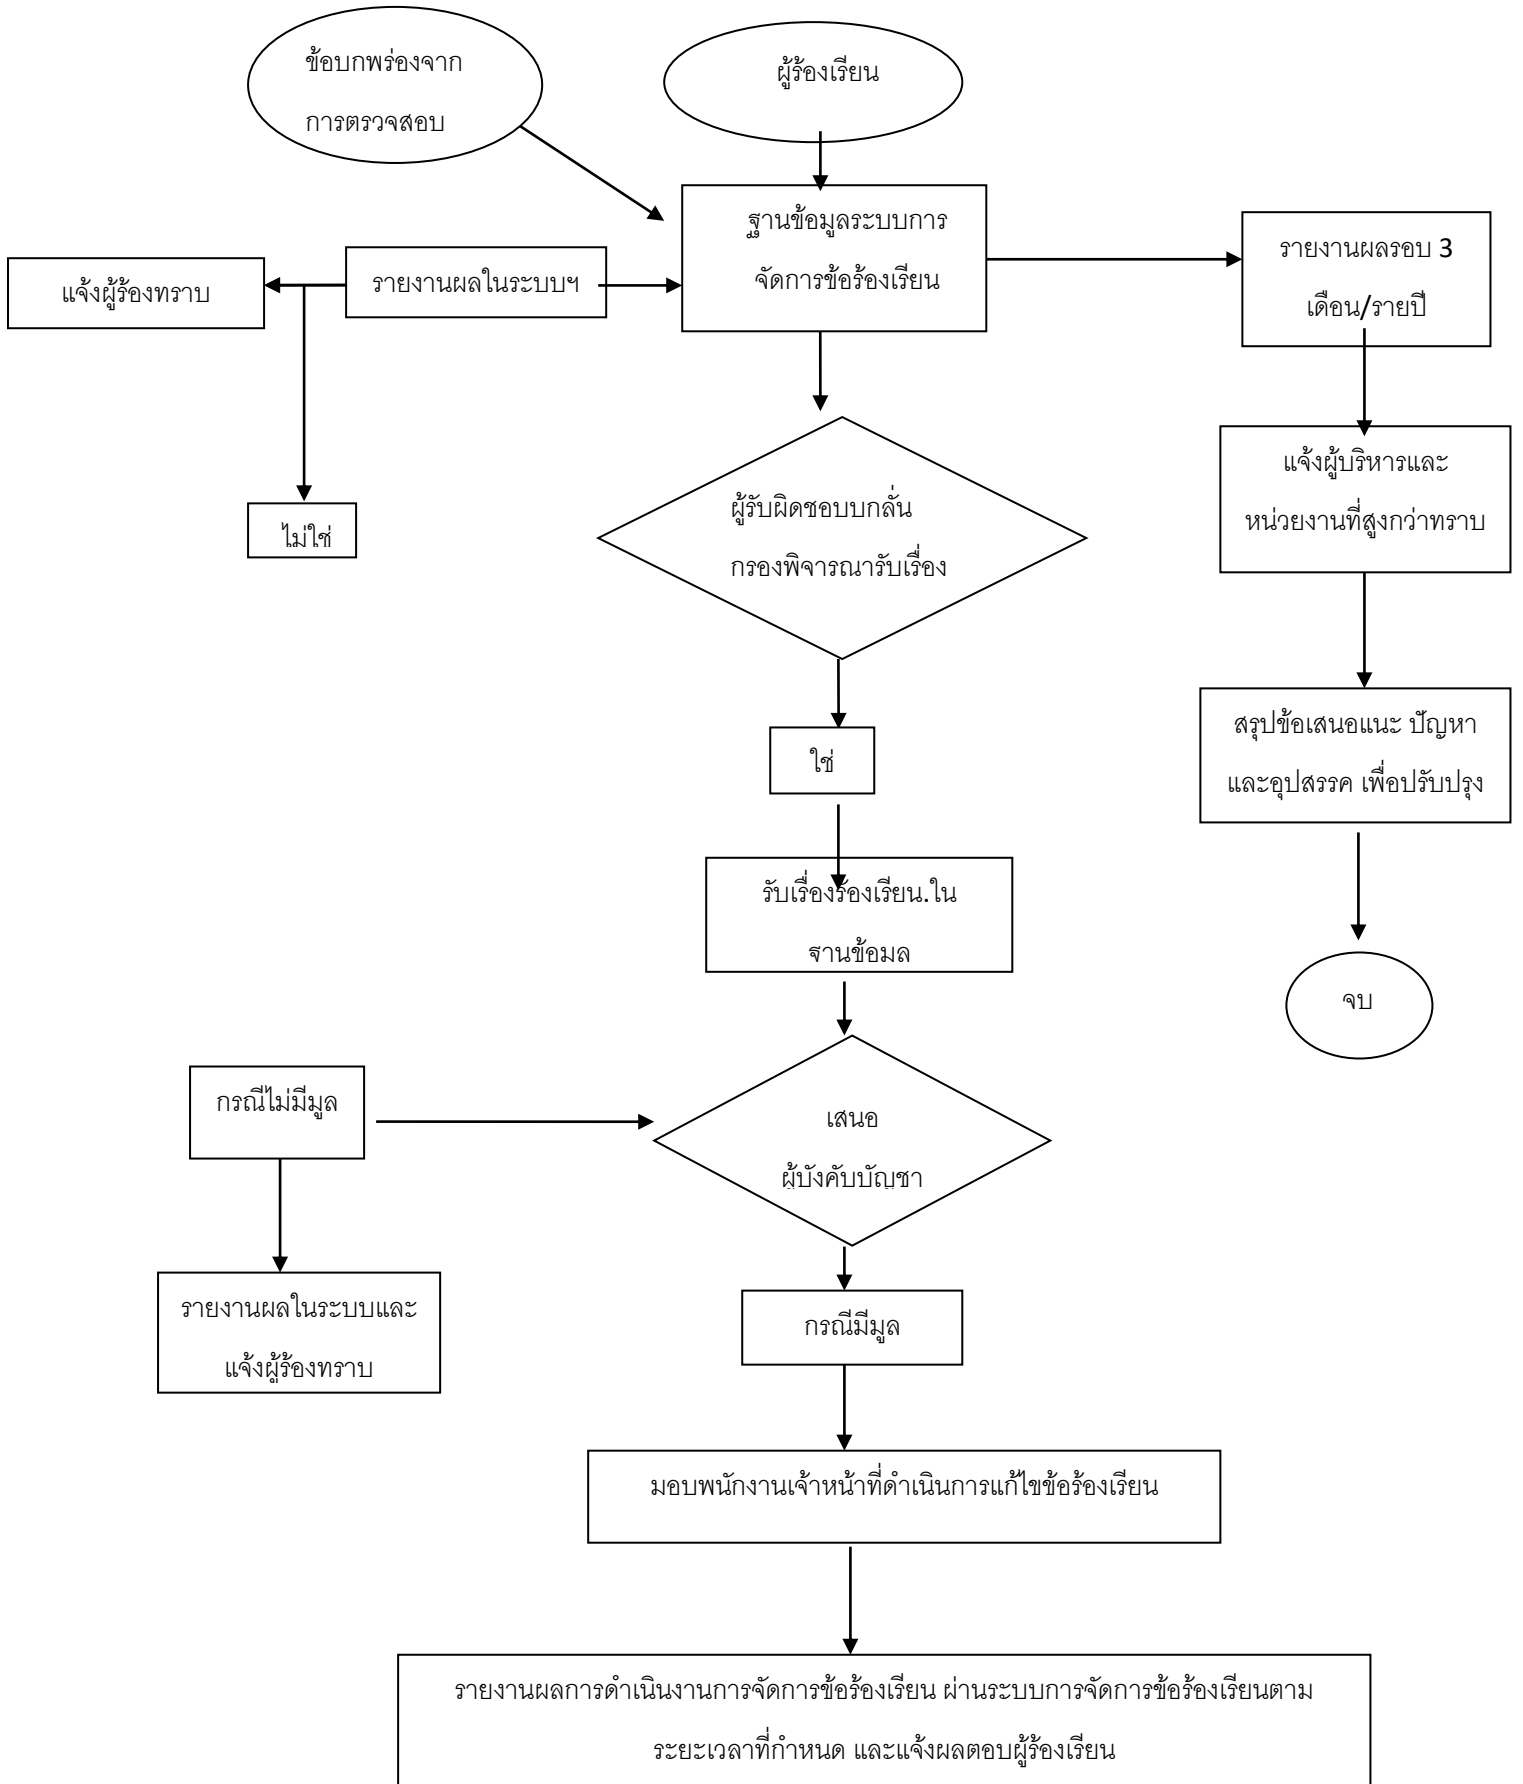 ข้อบกพร่องจาก
การตรวจสอบ
ผู้ร้องเรียน
ฐานข้อมูลระบบการ
จัดการข้อร้องเรียน
รายงานผลรอบ 3
เดือน/รายปี
แจ้งผู้ร้องทราบ
รายงานผลในระบบฯ
ไม่ใช่
ผู้รับผิดชอบบกลั่น
กรองพิจารณารับเรื่อง
แจ้งผู้บริหารและ
หน่วยงานที่สูงกว่าทราบ
ใช่
สรุปข้อเสนอแนะ ปัญหา
และอุปสรรค เพื่อปรับปรุง
รับเรื่องร้องเรียน.ใน
ฐานข้อมูล
จบ
กรณีไม่มีมูล
เสนอ
ผู้บังคับบัญชา
รายงานผลในระบบและ
แจ้งผู้ร้องทราบ
กรณีมีมูล
มอบพนักงานเจ้าหน้าที่ดำเนินการแก้ไขข้อร้องเรียน
รายงานผลการดำเนินงานการจัดการข้อร้องเรียน ผ่านระบบการจัดการข้อร้องเรียนตาม
ระยะเวลาที่กำหนด และแจ้งผลตอบผู้ร้องเรียน